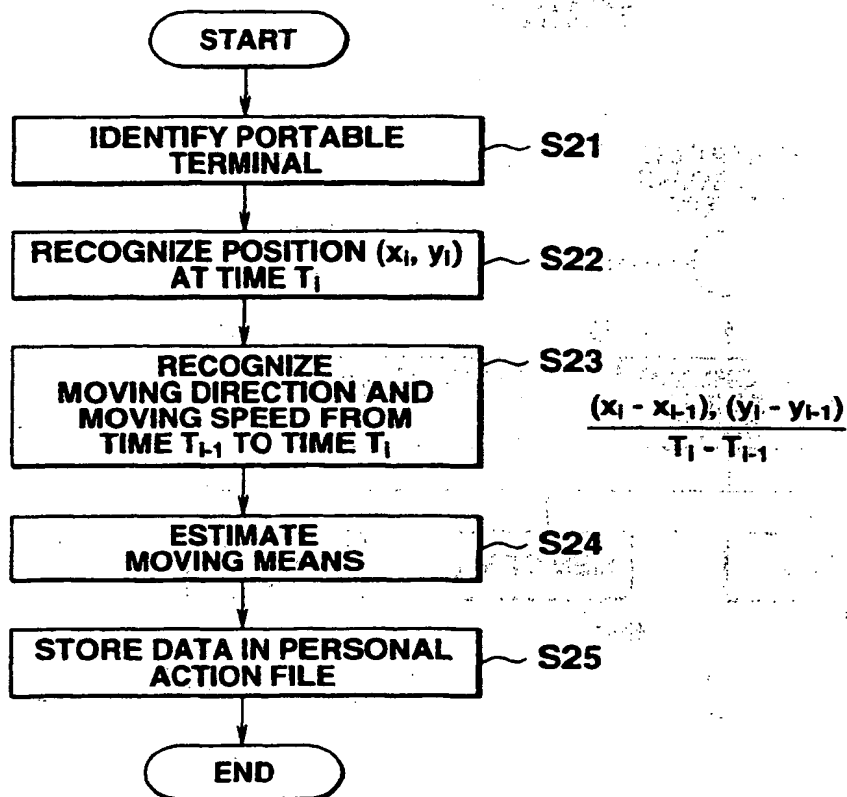 START
IDENTIFY PORTABLE
TERMINAL
S21
RECOGNIZE POSITION (xᵢ, yᵢ)
AT TIME Tᵢ
S22
RECOGNIZE
MOVING DIRECTION AND
MOVING SPEED FROM
TIME Tᵢ₋₁ TO TIME Tᵢ
S23
(xᵢ - xᵢ₋₁), (yᵢ - yᵢ₋₁)
Tᵢ - Tᵢ₋₁
ESTIMATE
MOVING MEANS
S24
STORE DATA IN PERSONAL
ACTION FILE
S25
END